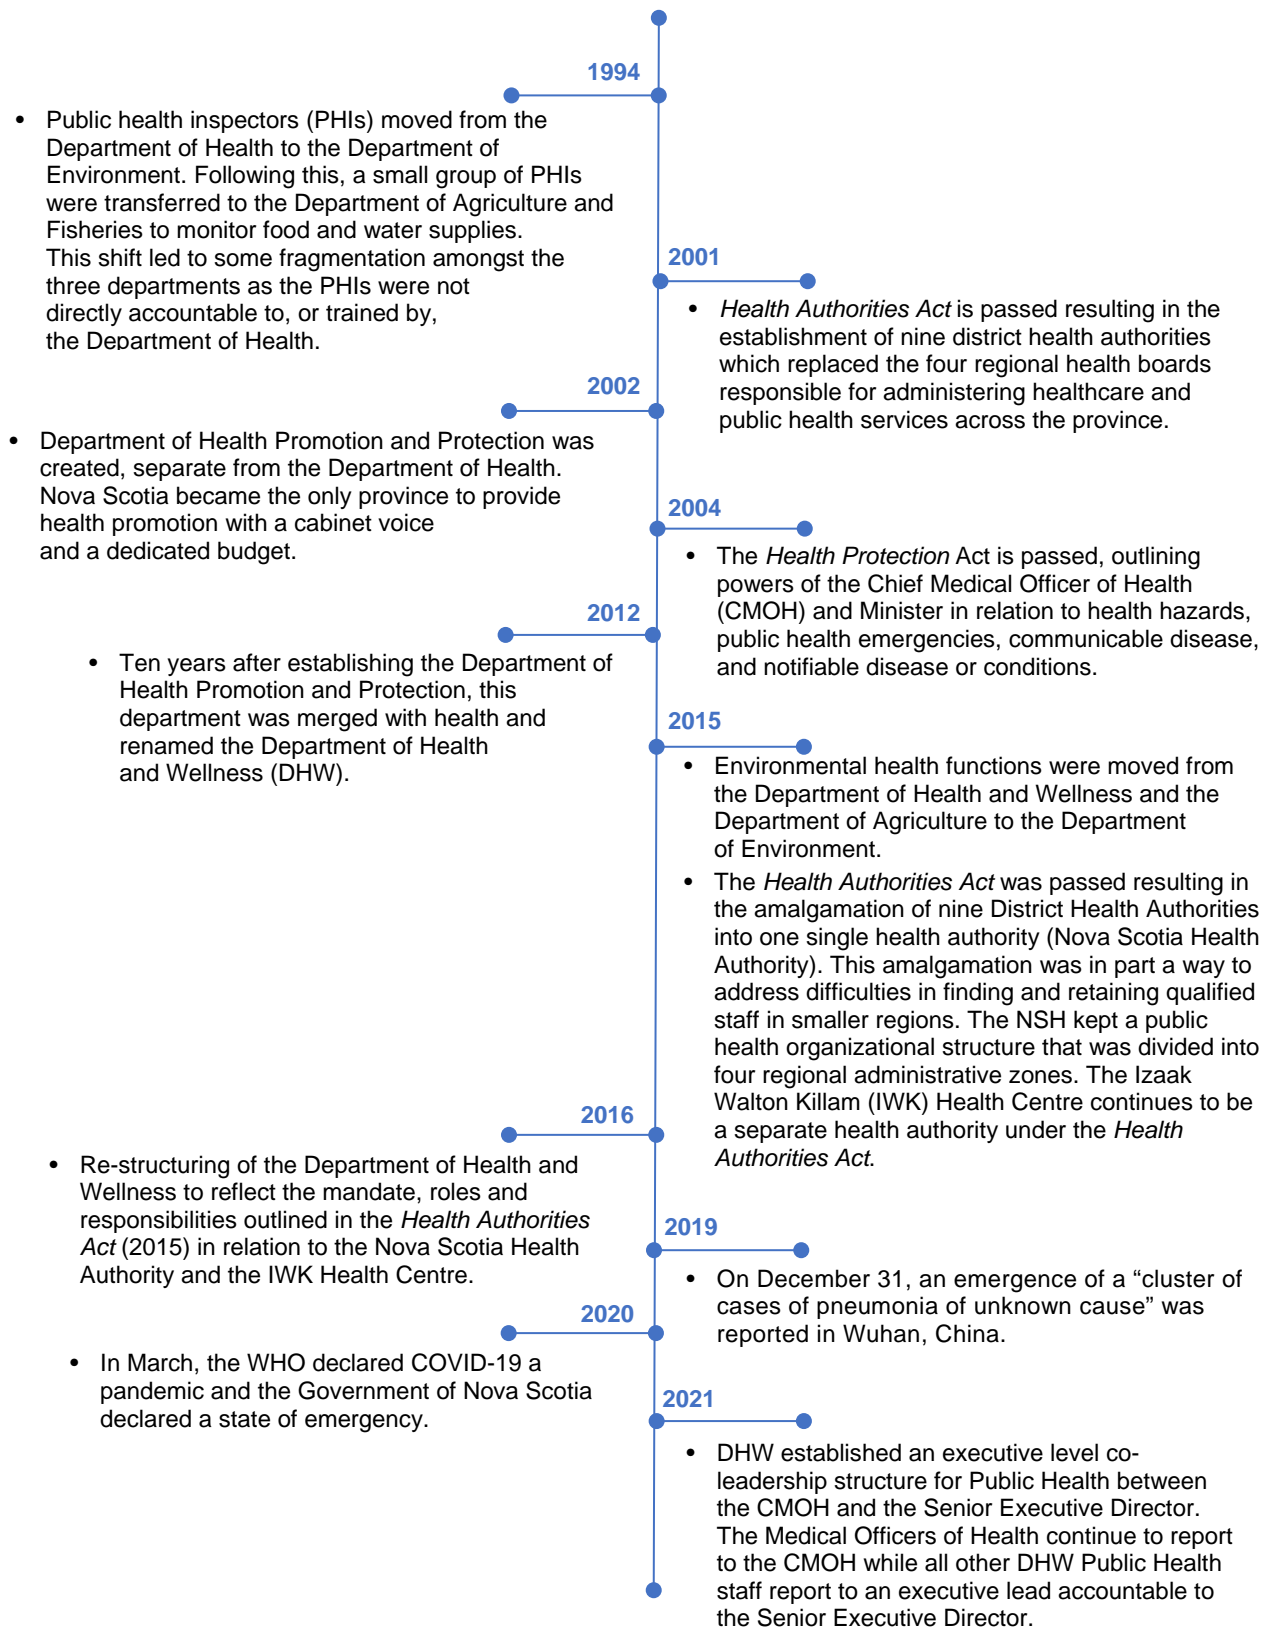 1994
• Public health inspectors (PHIs) moved from the
Department of Health to the Department of
Environment. Following this, a small group of PHIs
were transferred to the Department of Agriculture and
Fisheries to monitor food and water supplies.
This shift led to some fragmentation amongst the
three departments as the PHIs were not
directly accountable to, or trained by,
the Department of Health.
2001
• Health Authorities Act is passed resulting in the
establishment of nine district health authorities
which replaced the four regional health boards
responsible for administering healthcare and
public health services across the province.
2002
• Department of Health Promotion and Protection was
created, separate from the Department of Health.
Nova Scotia became the only province to provide
health promotion with a cabinet voice
and a dedicated budget.
2004
• The Health Protection Act is passed, outlining
powers of the Chief Medical Officer of Health
(CMOH) and Minister in relation to health hazards,
public health emergencies, communicable disease,
and notifiable disease or conditions.
2012
• Ten years after establishing the Department of
Health Promotion and Protection, this
department was merged with health and
renamed the Department of Health
and Wellness (DHW).
2015
• Environmental health functions were moved from
the Department of Health and Wellness and the
Department of Agriculture to the Department
of Environment.
• The Health Authorities Act was passed resulting in
the amalgamation of nine District Health Authorities
into one single health authority (Nova Scotia Health
Authority). This amalgamation was in part a way to
address difficulties in finding and retaining qualified
staff in smaller regions. The NSH kept a public
health organizational structure that was divided into
four regional administrative zones. The Izaak
Walton Killam (IWK) Health Centre continues to be
a separate health authority under the Health
Authorities Act.
2016
• Re-structuring of the Department of Health and
Wellness to reflect the mandate, roles and
responsibilities outlined in the Health Authorities
Act (2015) in relation to the Nova Scotia Health
Authority and the IWK Health Centre.
2019
• On December 31, an emergence of a “cluster of
cases of pneumonia of unknown cause” was
reported in Wuhan, China.
2020
• In March, the WHO declared COVID-19 a
pandemic and the Government of Nova Scotia
declared a state of emergency.
2021
• DHW established an executive level co-
leadership structure for Public Health between
the CMOH and the Senior Executive Director.
The Medical Officers of Health continue to report
to the CMOH while all other DHW Public Health
staff report to an executive lead accountable to
the Senior Executive Director.